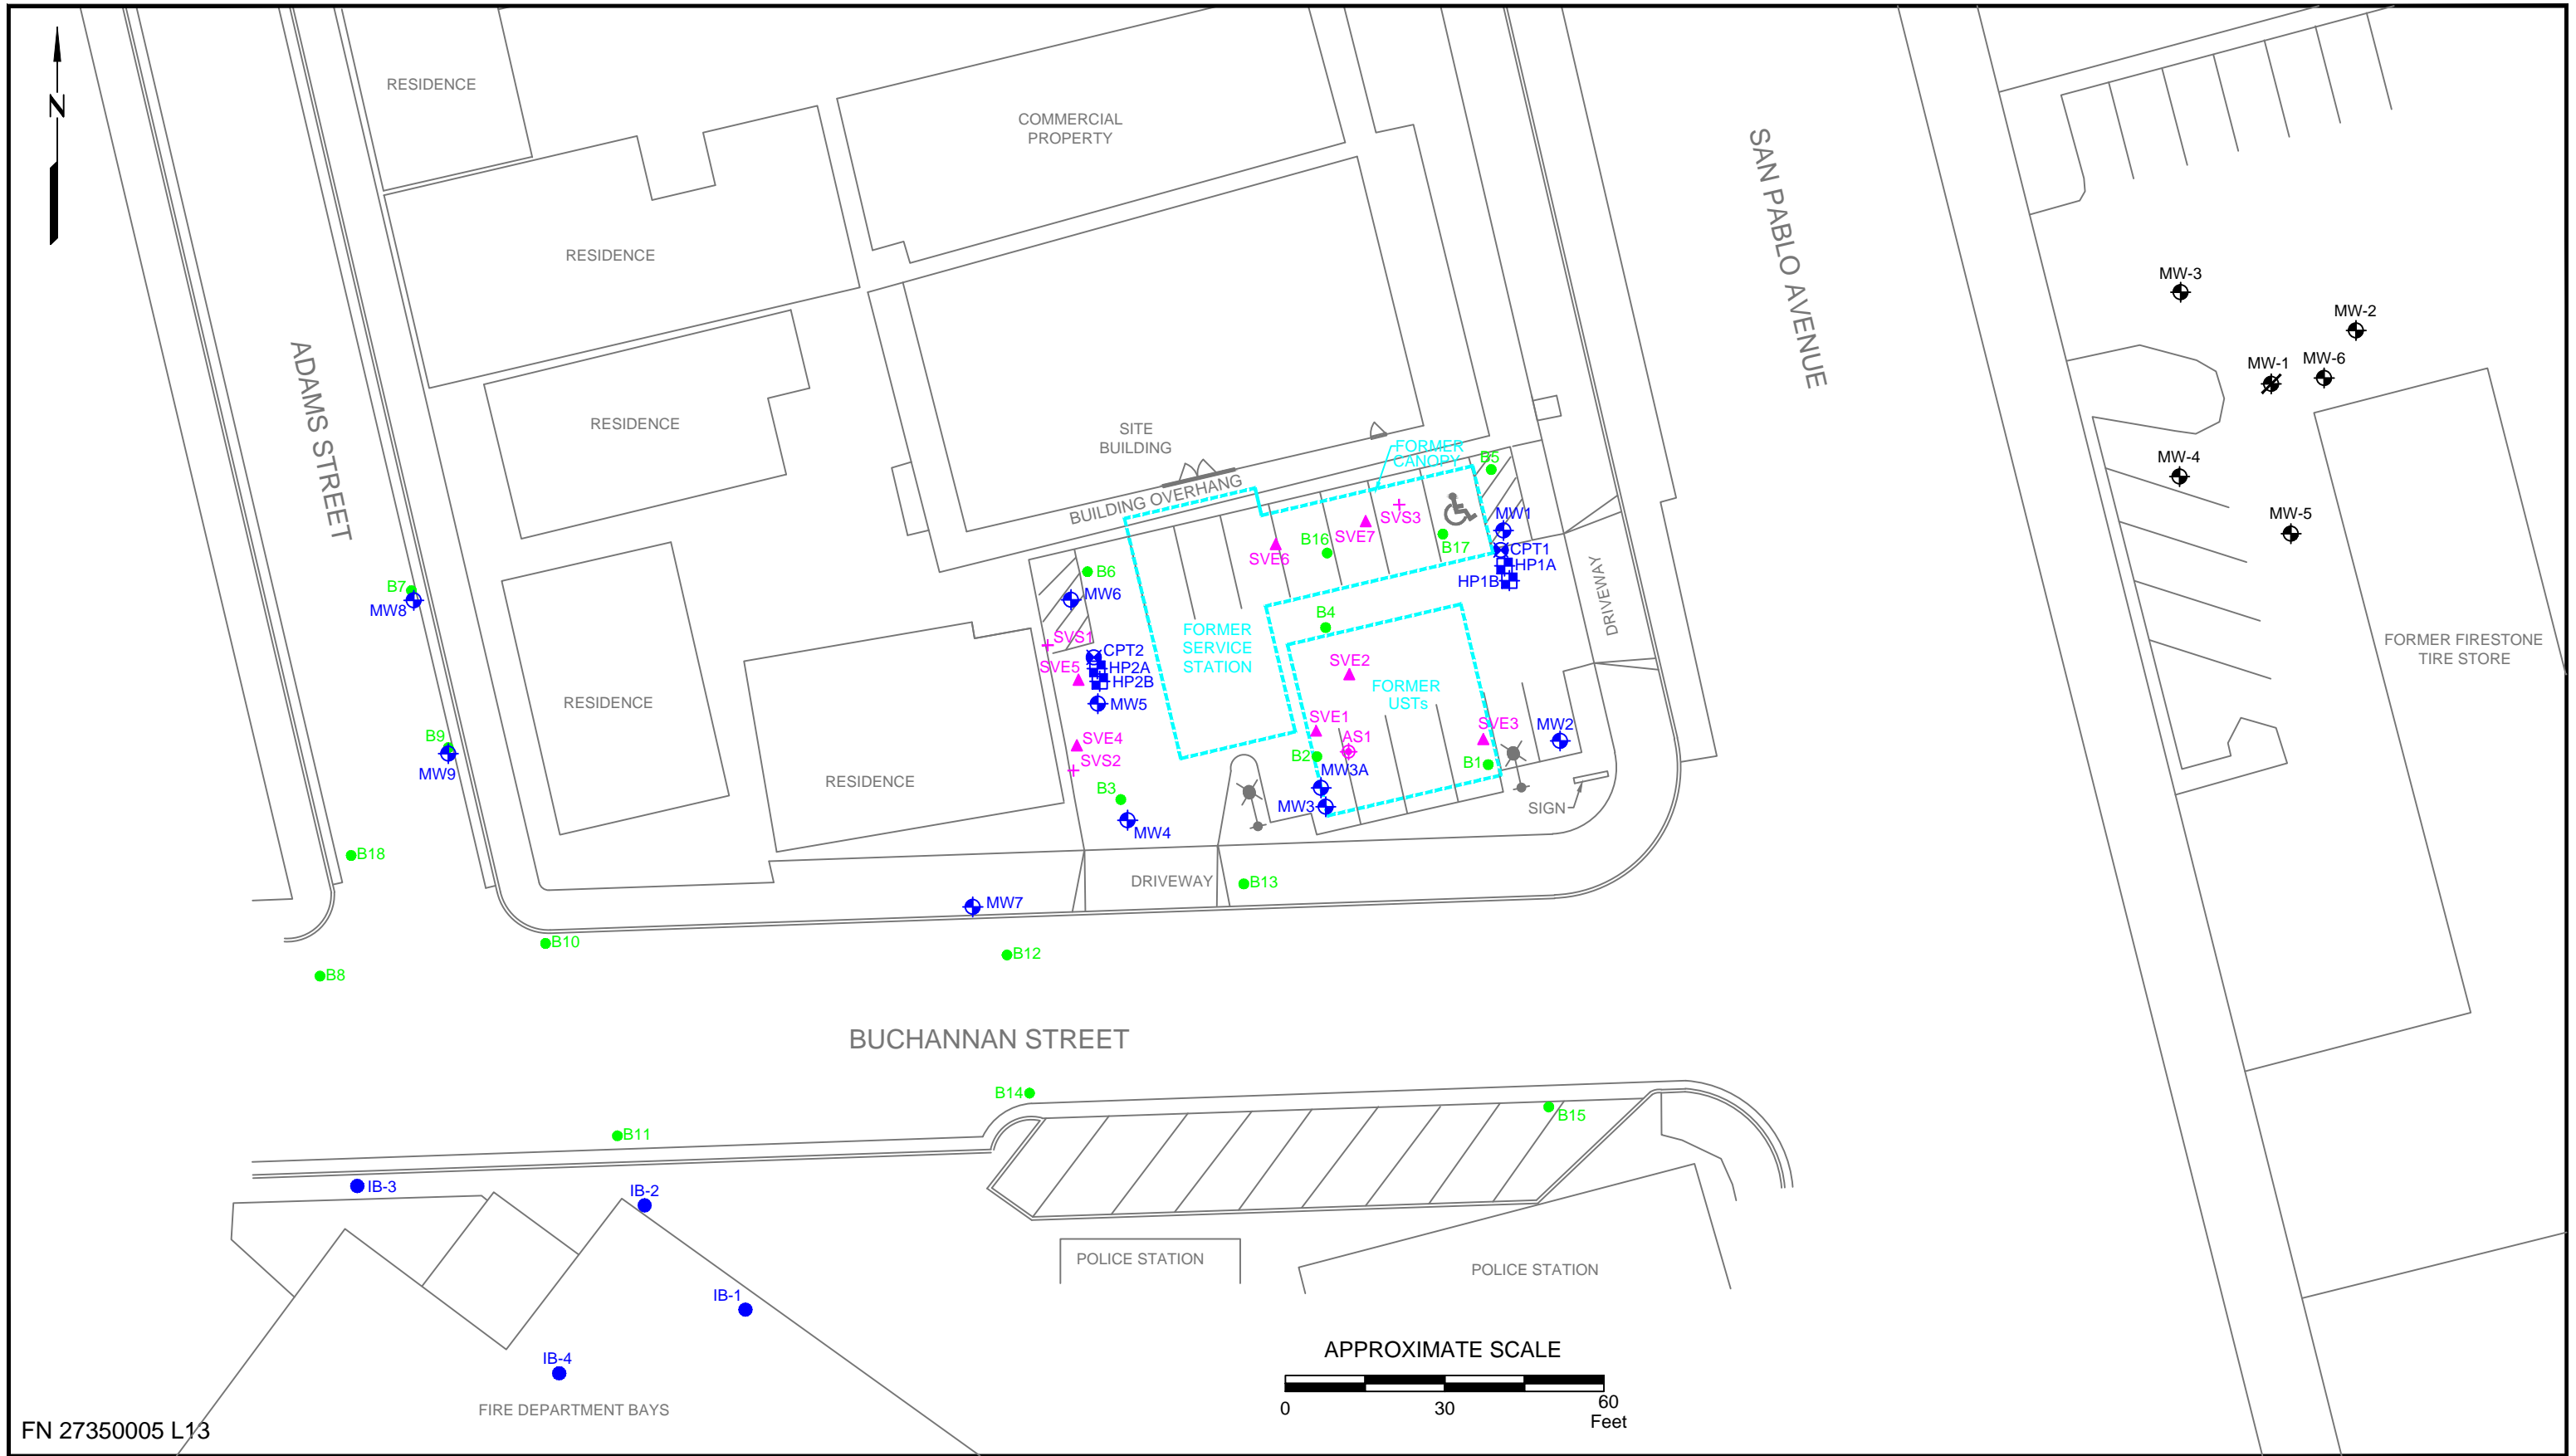 RESIDENCE
N
COMMERCIAL
PROPERTY
SAN PABLO AVENUE
RESIDENCE
MW-3
MW-2
MW-1
MW-6
ADAMS STREET
RESIDENCE
SITE
BUILDING
FORMER
CANOPY
B5
MW-4
BUILDING OVERHANG
SVS3
MW1
MW-5
B16
SVE7
B17
SVE6
CPT1
HP1A
HP1B
B7
MW8
B6
MW6
DRIVEWAY
B4
FORMER
SERVICE
STATION
SVS1
CPT2
SVE5
HP2A
HP2B
MW5
SVE2
FORMER
USTs
FORMER FIRESTONE
TIRE STORE
RESIDENCE
SVE1
AS1
SVE3
MW2
B9
MW9
SVE4
SVS2
B2
B1
MW3A
RESIDENCE
B3
MW3
SIGN
MW4
B18
DRIVEWAY
B13
MW7
B10
B12
B8
BUCHANNAN STREET
B14
B15
B11
IB-3
IB-2
POLICE STATION
POLICE STATION
IB-1
APPROXIMATE SCALE
IB-4
0
30
60
Feet
FIRE DEPARTMENT BAYS
FN 27350005 L13